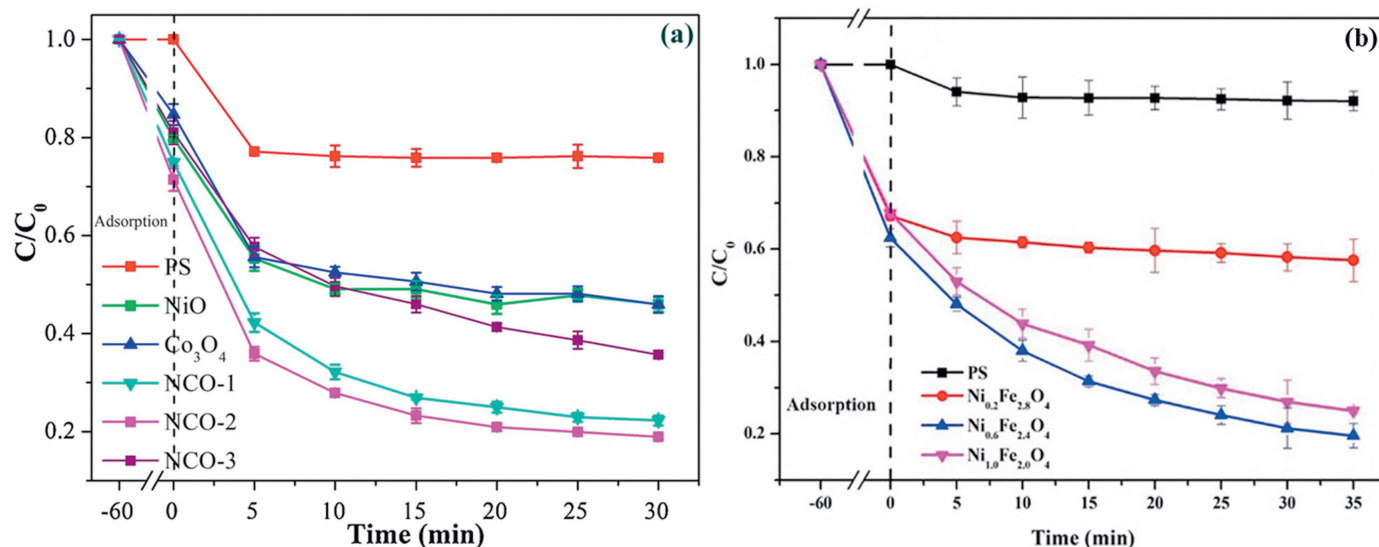 (a)
C/C₀
1.0
0.8
0.6
0.4
0.2
Adsorption
PS
NiO
Co₃O₄
NCO-1
NCO-2
NCO-3
-60 0 5 10 15 20 25 30
Time (min)
(b)
C/C₀
1.0
0.8
0.6
0.4
0.2
Adsorption
PS
Ni₀.₂Fe₂.₈O₄
Ni₀.₆Fe₂.₄O₄
Ni₁.₀Fe₂.₀O₄
-60 0 5 10 15 20 25 30 35
Time (min)